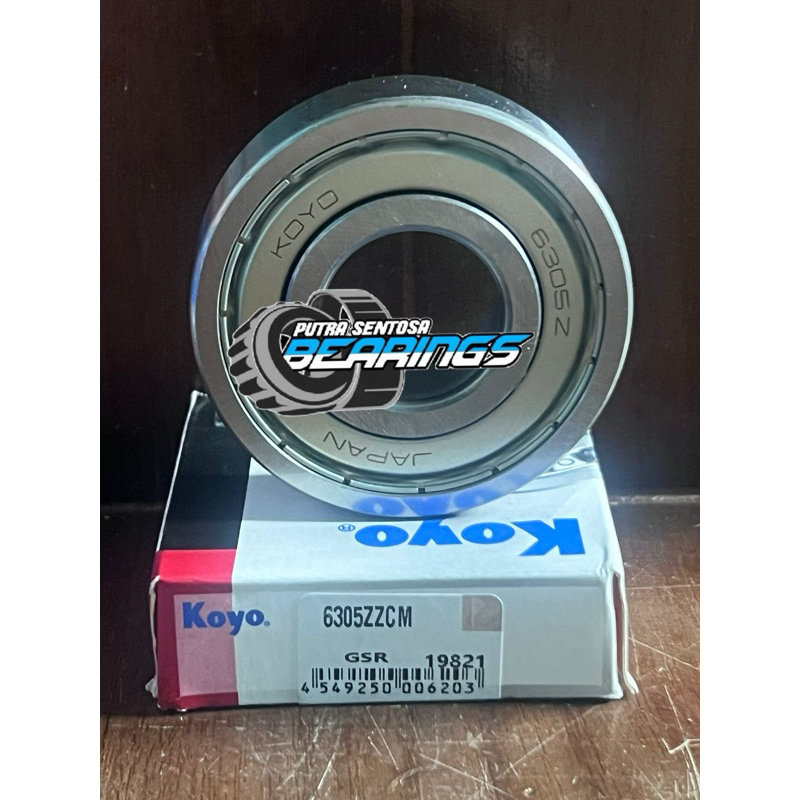 KOYO
6305Z
JAPAN
PUTRA SENTOSA
BEARINGS
Koyo®
Koyo®
6305ZZCM
GSR 19821
4 549250 006203